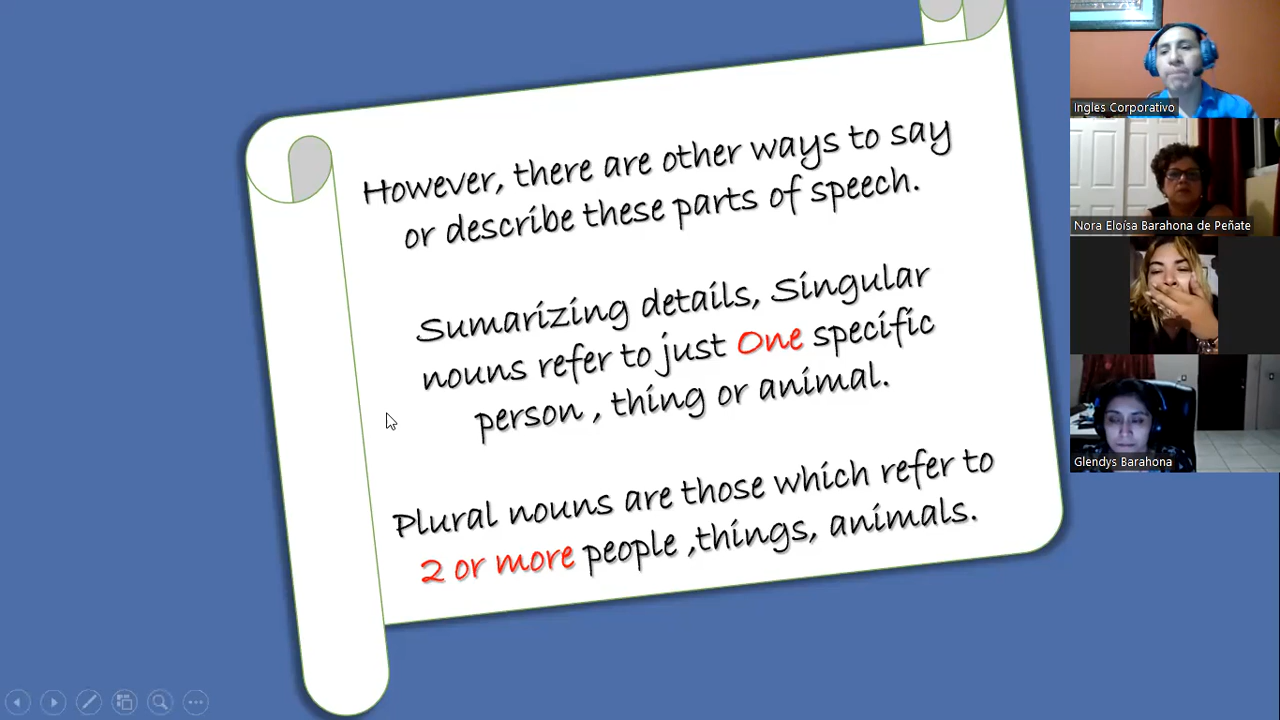 However, there are other ways to say
or describe these parts of speech.
Sumarizing details, Singular
nouns refer to just One specific
person , thing or animal.
Plural nouns are those which refer to
2 or more people ,things, animals.
Ingles Corporativo
Nora Eloísa Barahona de Peñate
Glendys Barahona